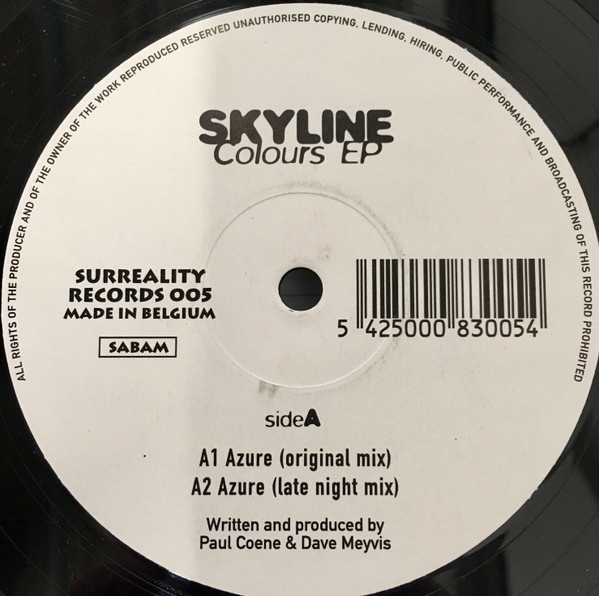 ALL RIGHTS OF THE PRODUCER AND OF THE OWNER OF THE WORK REPRODUCED RESERVED UNAUTHORISED COPYING, LENDING, HIRING, PUBLIC PERFORMANCE AND BROADCASTING OF THIS RECORD PROHIBITED
SKYLINE
Colours EP
SURREALITY
RECORDS 005
MADE IN BELGIUM
SABAM
5 425000 830054
sideA
A1 Azure (original mix)
A2 Azure (late night mix)
Written and produced by
Paul Coene & Dave Meyvis